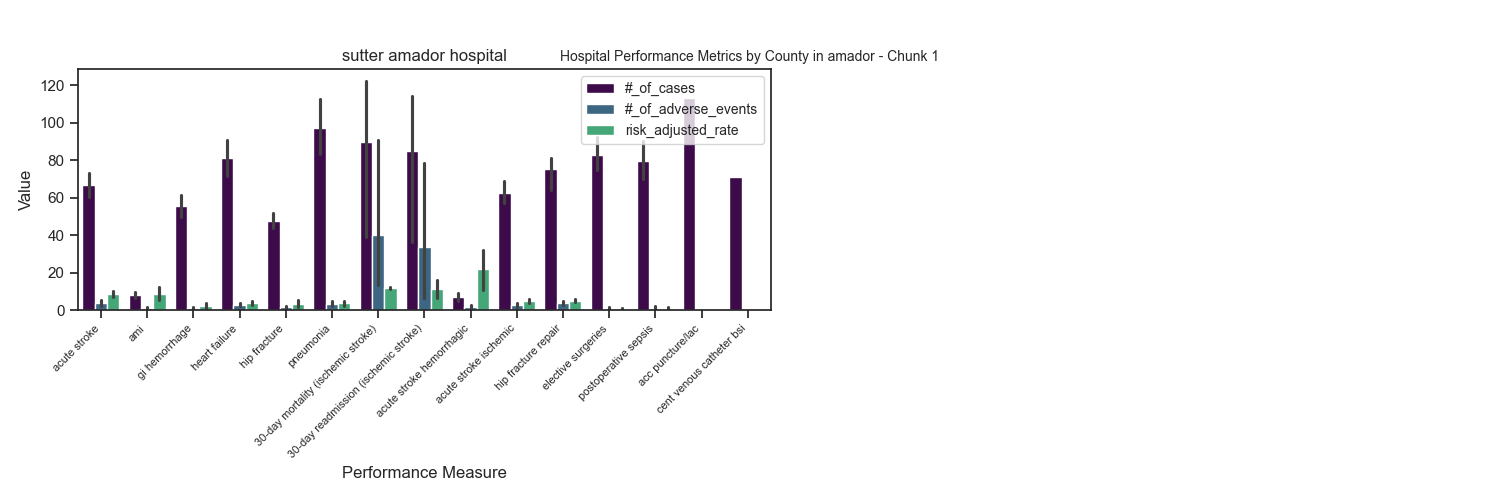 sutter amador hospital
Hospital Performance Metrics by County in amador - Chunk 1
#_of_cases
#_of_adverse_events
risk_adjusted_rate
Value
120
100
80
60
40
20
0
acute stroke
ami
gi hemorrhage
heart failure
hip fracture
pneumonia
30-day mortality (ischemic stroke)
30-day readmission (ischemic stroke)
acute stroke hemorrhagic
acute stroke ischemic
hip fracture repair
elective surgeries
postoperative sepsis
acc puncture/lac
cent venous catheter bsi
Performance Measure